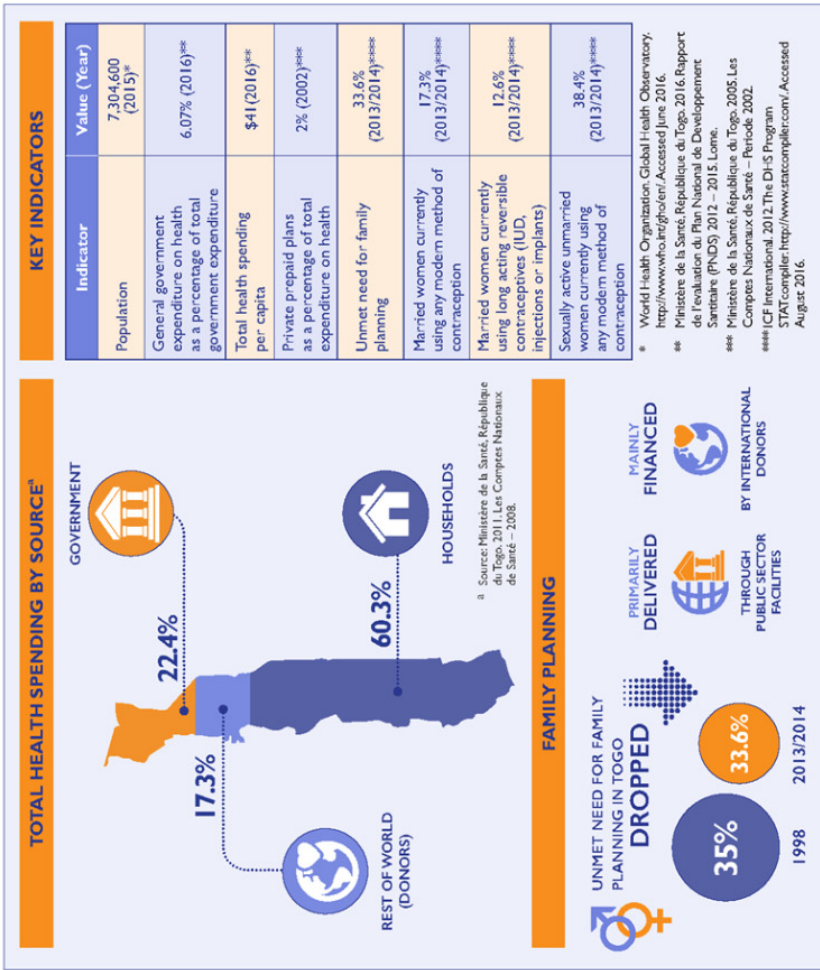 TOTAL HEALTH SPENDING BY SOURCEª
GOVERNMENT
22.4%
17.3%
REST OF WORLD
(DONORS)
60.3%
HOUSEHOLDS
ª Source: Ministère de la Santé, République
du Togo. 2011. Les Comptes Nationaux
de Santé – 2008.
FAMILY PLANNING
UNMET NEED FOR FAMILY
PLANNING IN TOGO
DROPPED
35%
33.6%
1998
2013/2014
PRIMARILY
DELIVERED
THROUGH
PUBLIC SECTOR
FACILITIES
MAINLY
FINANCED
BY INTERNATIONAL
DONORS
KEY INDICATORS
Indicator Value (Year)
Population 7,304,600
(2015)*
General government
expenditure on health
as a percentage of total
government expenditure 6.07% (2016)**
Total health spending
per capita $41(2016)**
Private prepaid plans
as a percentage of total
expenditure on health 2% (2002)***
Unmet need for family
planning 33.6%
(2013/2014)****
Married women currently
using any modern method of
contraception 17.3%
(2013/2014)****
Married women currently
using long acting reversible
contraceptives (IUD,
injections or implants) 12.6%
(2013/2014)****
Sexually active unmarried
women currently using
any modern method of
contraception 38.4%
(2013/2014)****
* World Health Organization. Global Health Observatory.
http://www.who.int/gho/en/. Accessed June 2016.
** Ministère de la Santé, République du Togo. 2016. Rapport
de l'evaluation du Plan National de Developpement
Santitaire (PNDS) 2012 – 2015. Lome.
*** Ministère de la Santé, République du Togo. 2005. Les
Comptes Nationaux de Santé – Periode 2002.
**** ICF International. 2012. The DHS Program
STATcompiler. http://www.statcompiler.com/. Accessed
August 2016.